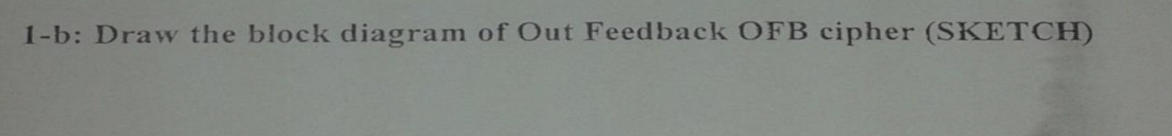 1-b: Draw the block diagram of Out Feedback OFB cipher (SKETCH)